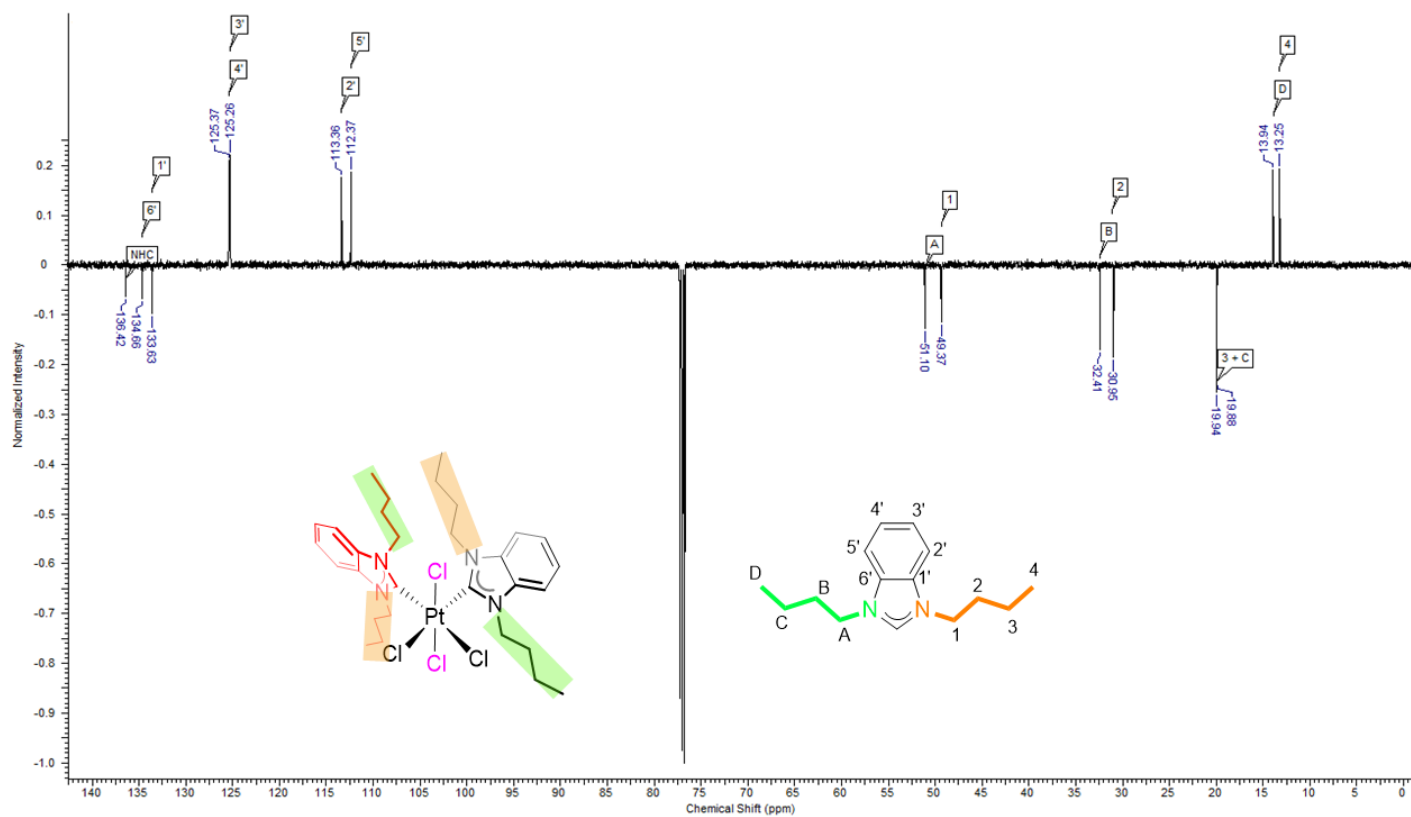 3' 5' 4
4' 2' D
125.37 125.26 113.36 112.37 13.94 13.25
1'
6'
NHC
136.42 134.66 133.63
1 2
A B
51.10 49.37 32.41 30.95
3 + C
19.94 19.88
Normalized Intensity
0.2
0.1
0
-0.1
-0.2
-0.3
-0.4
-0.5
-0.6
-0.7
-0.8
-0.9
-1.0
N N N N
Cl
Pt
Cl Cl Cl
4' 3'
5' 2'
6' 1'
D B 2 4
N N
C A 1 3
140 135 130 125 120 115 110 105 100 95 90 85 80 75 70 65 60 55 50 45 40 35 30 25 20 15 10 5 0
Chemical Shift (ppm)